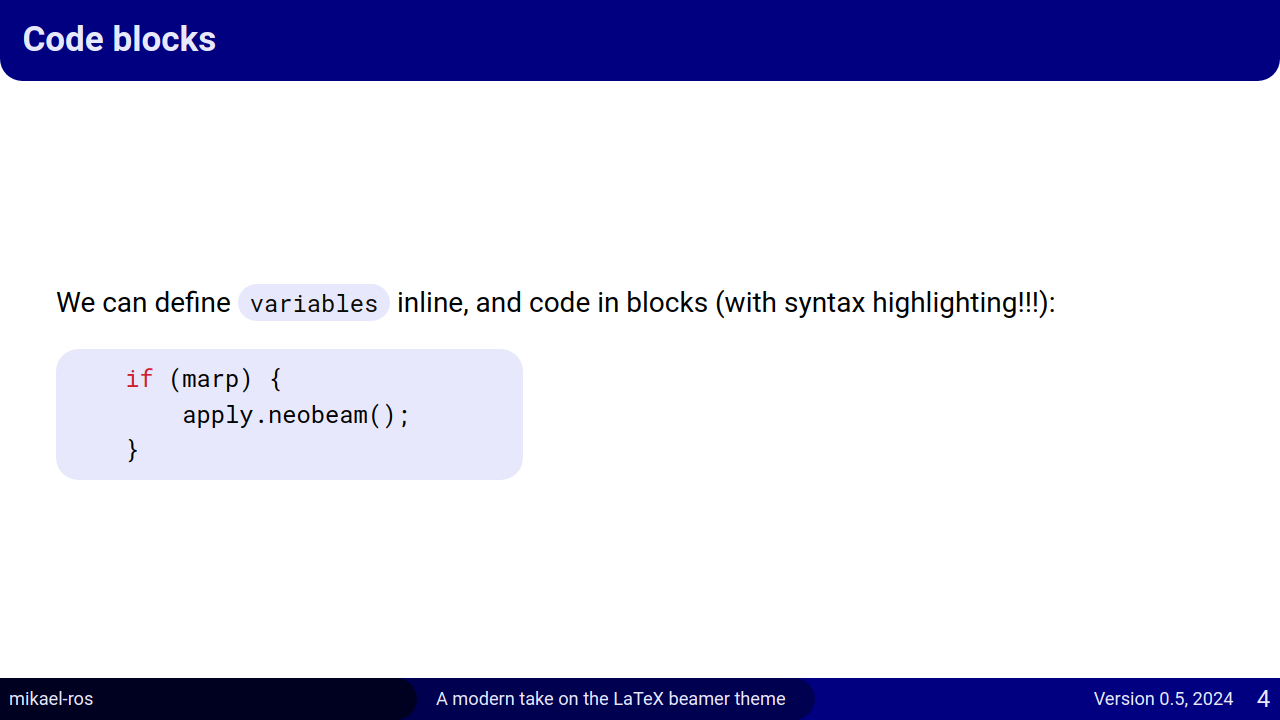 Code blocks
We can define variables inline, and code in blocks (with syntax highlighting!!!):
if (marp) {
    apply.neobeam();
}
mikael-ros
A modern take on the LaTeX beamer theme
Version 0.5, 2024
4